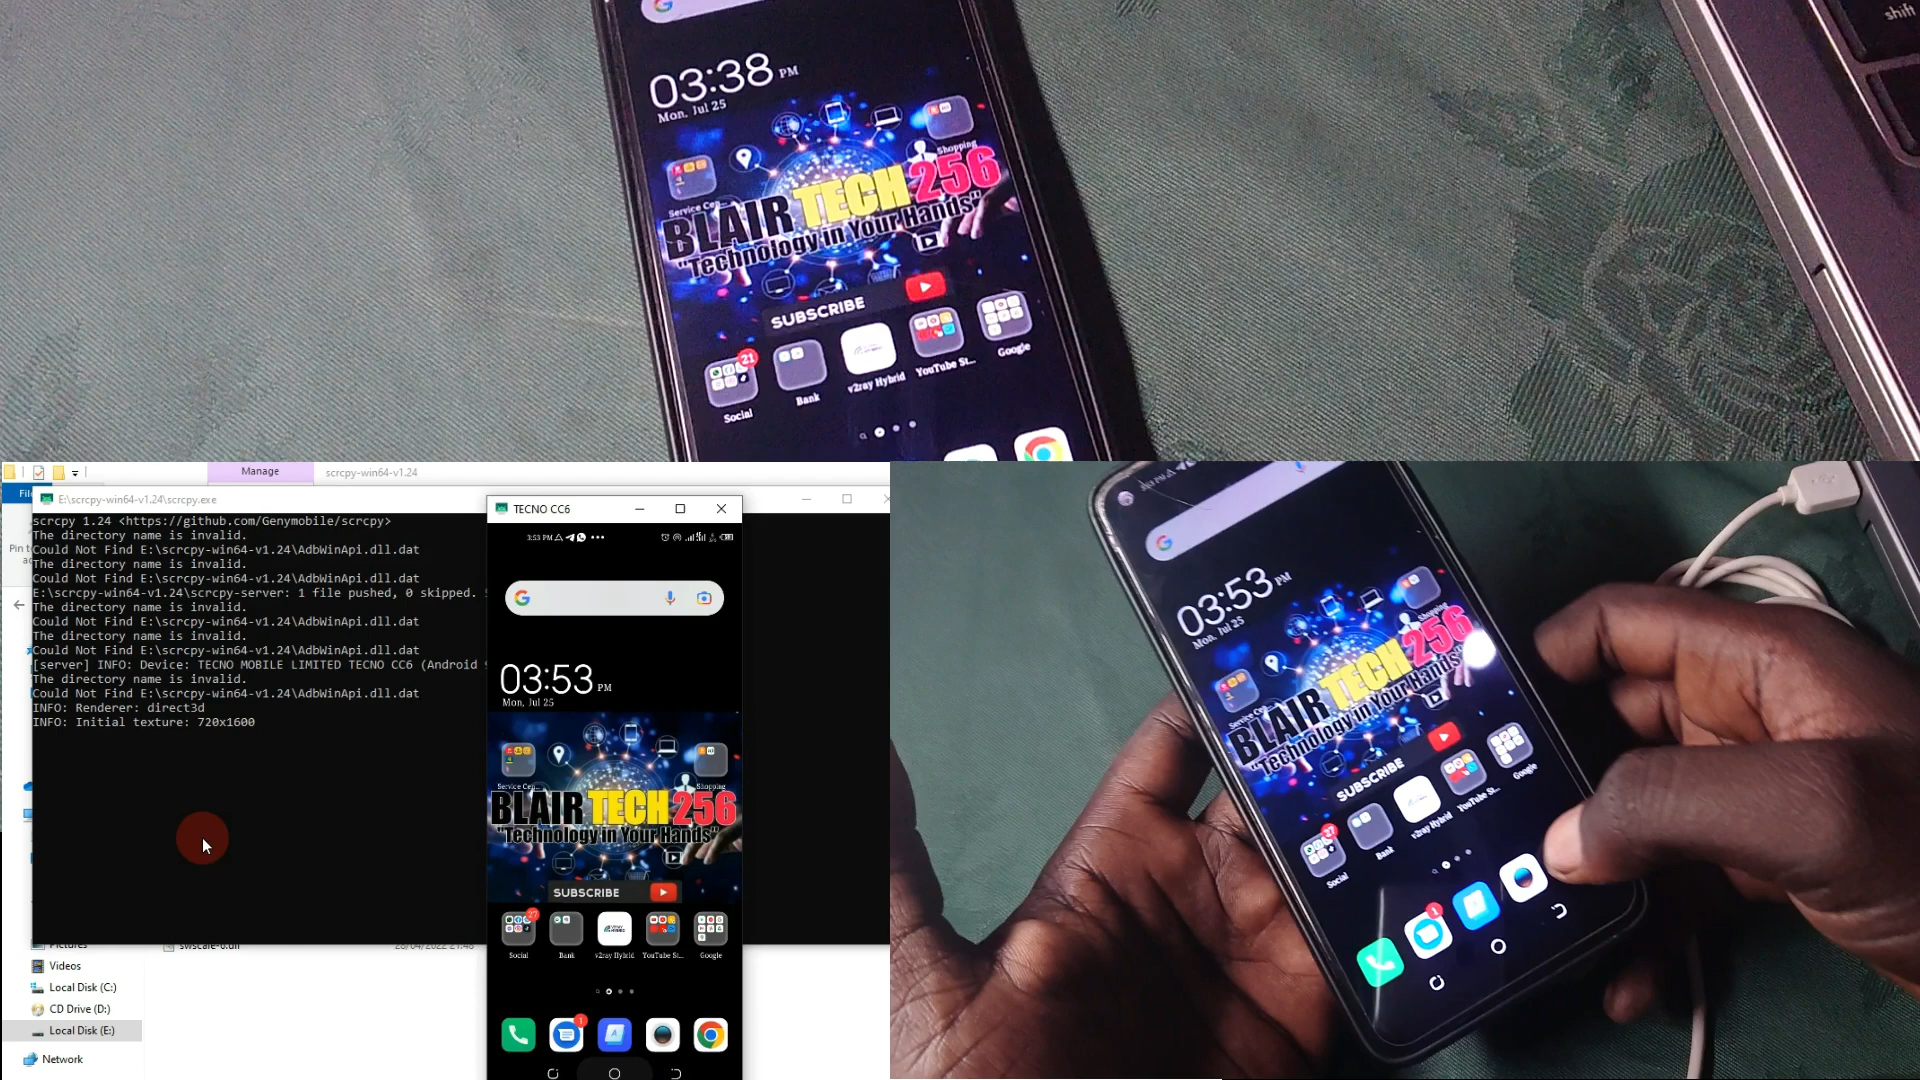 shift
03:38 PM
Mon, Jul 25
Shopping
Service Cen...
BLAIR TECH 256
"Technology in Your Hands"
SUBSCRIBE
21
Social
Bank
v2ray Hybrid
YouTube St...
Google
Manage
scrcpy-win64-v1.24
E:\scrcpy-win64-v1.24\scrcpy.exe
scrcpy 1.24 <https://github.com/Genymobile/scrcpy>
The directory name is invalid.
Could Not Find E:\scrcpy-win64-v1.24\AdbWinApi.dll.dat
The directory name is invalid.
Could Not Find E:\scrcpy-win64-v1.24\AdbWinApi.dll.dat
E:\scrcpy-win64-v1.24\scrcpy-server: 1 file pushed, 0 skipped.
The directory name is invalid.
Could Not Find E:\scrcpy-win64-v1.24\AdbWinApi.dll.dat
The directory name is invalid.
Could Not Find E:\scrcpy-win64-v1.24\AdbWinApi.dll.dat
[server] INFO: Device: TECNO MOBILE LIMITED TECNO CC6 (Android
The directory name is invalid.
Could Not Find E:\scrcpy-win64-v1.24\AdbWinApi.dll.dat
INFO: Renderer: direct3d
INFO: Initial texture: 720x1600
Videos
Local Disk (C:)
CD Drive (D:)
Local Disk (E:)
Network
TECNO CC6
3:53 PM
03:53 PM
Mon, Jul 25
Service Cen...
Shopping
BLAIR TECH 256
"Technology in Your Hands"
SUBSCRIBE
27
Social
Bank
v2ray Hybrid
YouTube St...
Google
1
03:53 PM
Mon, Jul 25
Shopping
Service Cen...
BLAIR TECH 256
"Technology in Your Hands"
SUBSCRIBE
27
Social
Bank
v2ray Hybrid
YouTube St...
Google
1